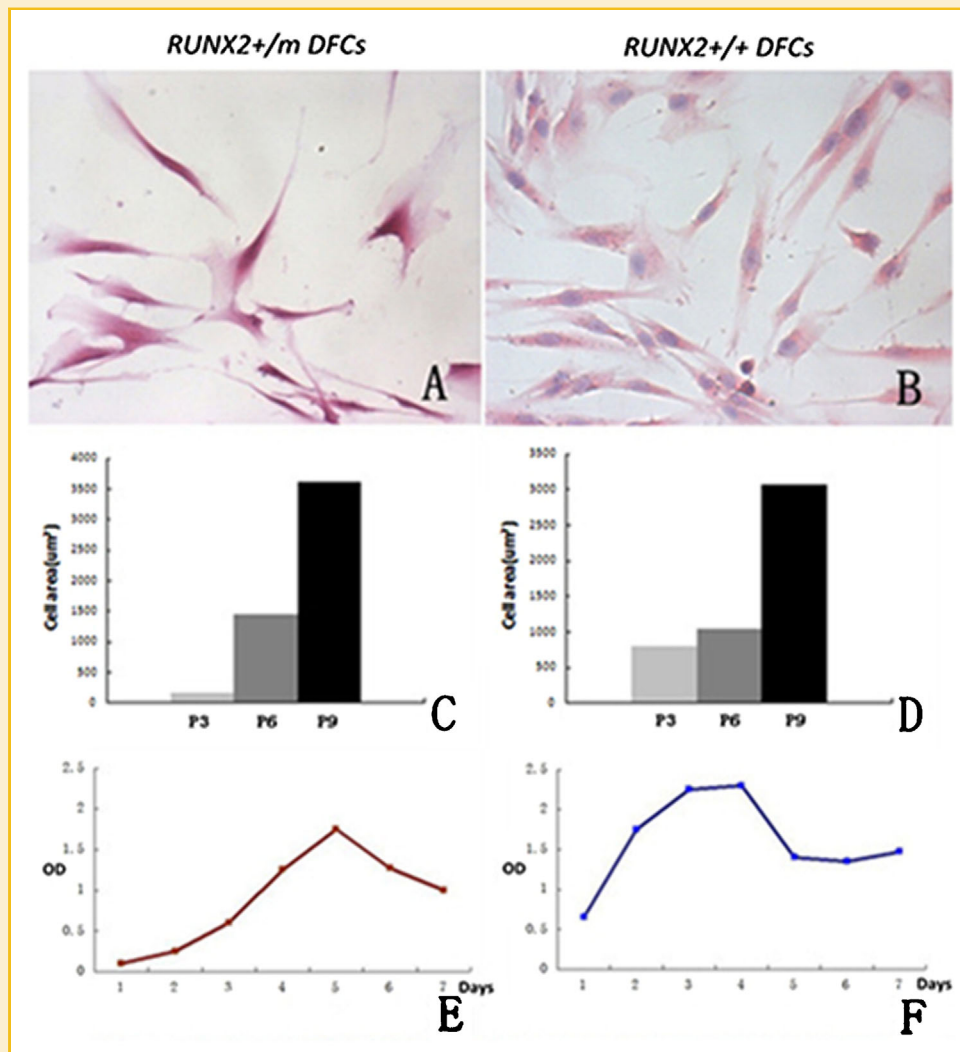 RUNX2+/m DFCs
RUNX2+/+ DFCs
A
B
Cell area(um²)
4000
3500
3000
2500
2000
1500
1000
500
0
P3 P6 P9
C
Cell area(um²)
3500
3000
2500
2000
1500
1000
500
0
P3 P6 P9
D
OD
2.5
2
1.5
1
0.5
0
1 2 3 4 5 6 7 Days
E
OD
2.5
2
1.5
1
0.5
0
1 2 3 4 5 6 7 Days
F